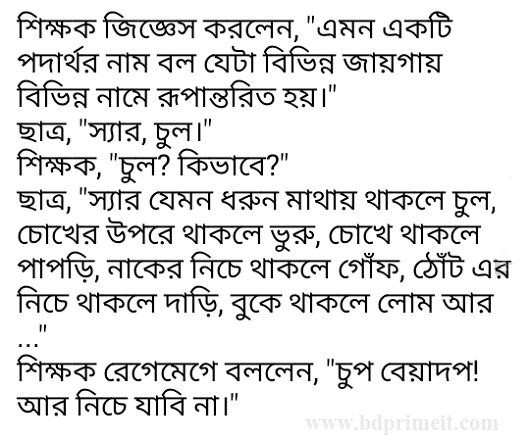 শিক্ষক জিজ্ঞেস করলেন, "এমন একটি
পদার্থর নাম বল যেটা বিভিন্ন জায়গায়
বিভিন্ন নামে রূপান্তরিত হয়।"
ছাত্র, "স্যার, চুল।"
শিক্ষক, "চুল? কিভাবে?"
ছাত্র, "স্যার যেমন ধরুন মাথায় থাকলে চুল,
চোখের উপরে থাকলে ভুরু, চোখে থাকলে
পাপড়ি, নাকের নিচে থাকলে গোঁফ, ঠোঁট এর
নিচে থাকলে দাড়ি, বুকে থাকলে লোম আর
..."
শিক্ষক রেগেমেগে বললেন, "চুপ বেয়াদপ!
আর নিচে যাবি না।"
www.bdprimeit.com